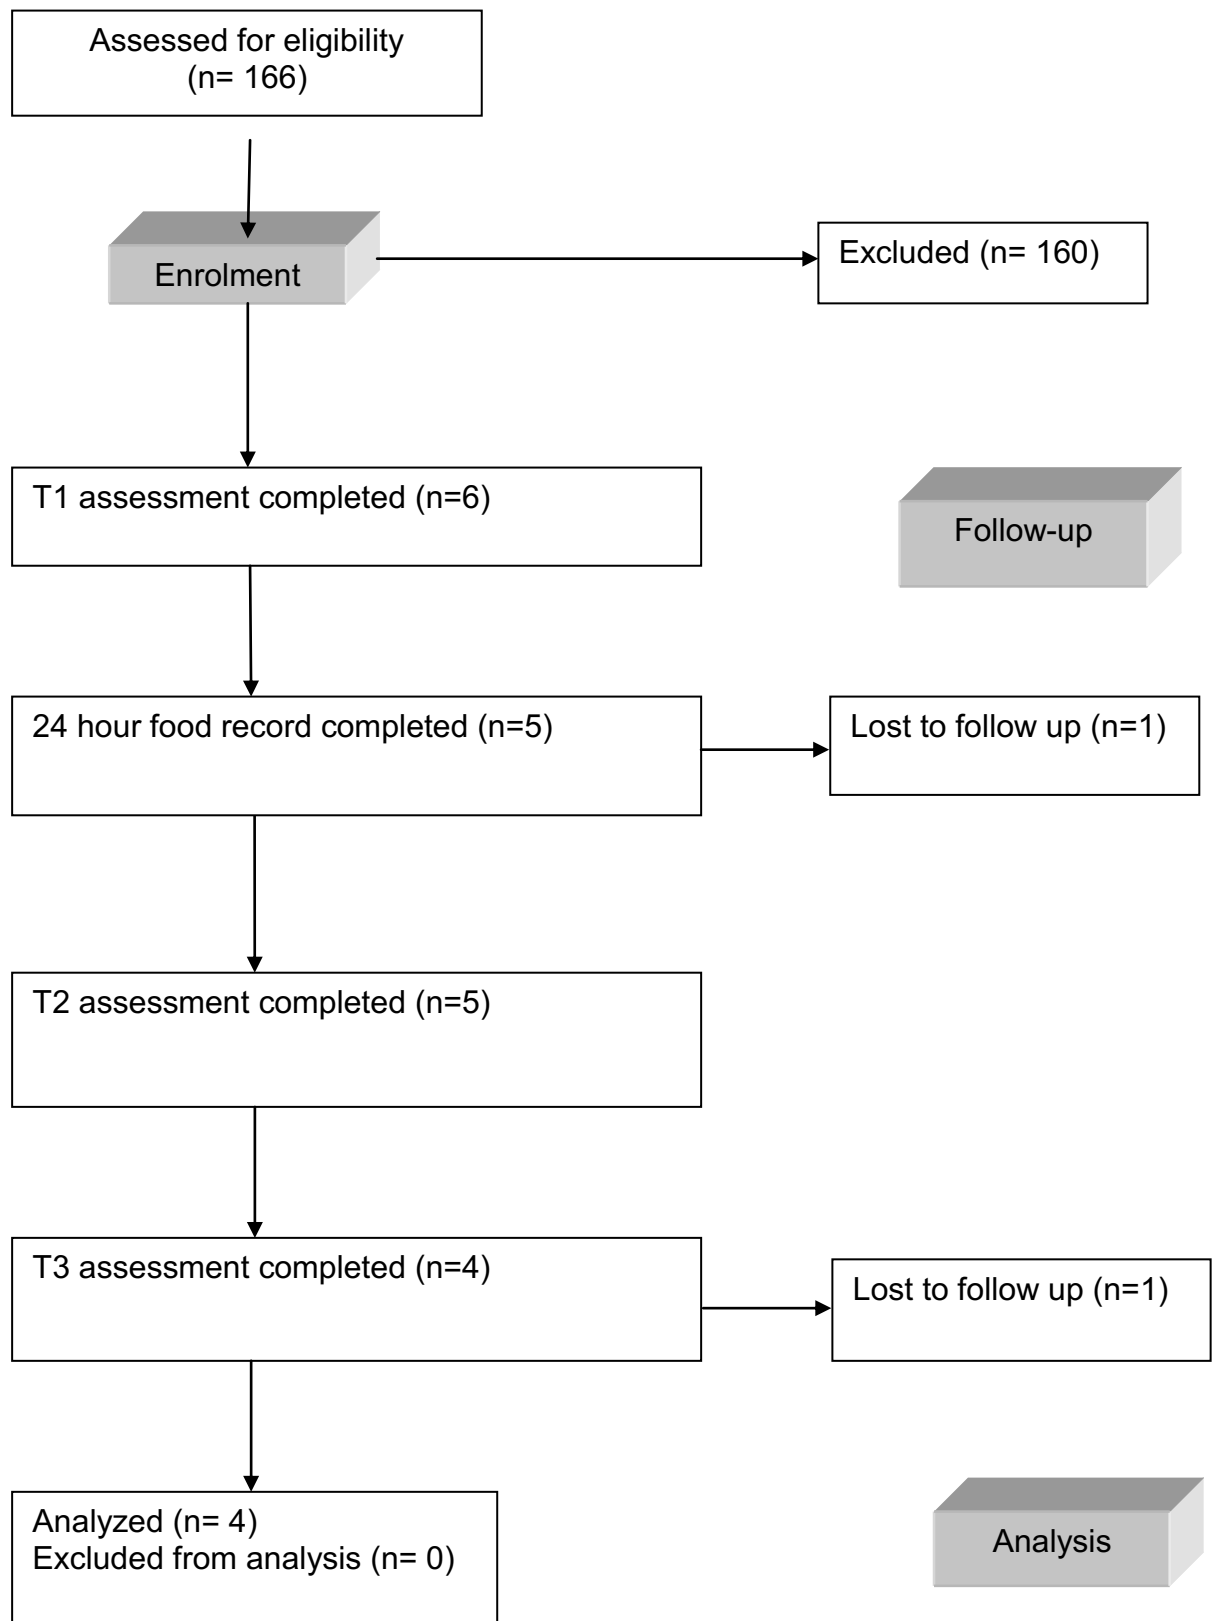 Assessed for eligibility
(n= 166)
Enrolment
Excluded (n= 160)
T1 assessment completed (n=6)
Follow-up
24 hour food record completed (n=5)
Lost to follow up (n=1)
T2 assessment completed (n=5)
T3 assessment completed (n=4)
Lost to follow up (n=1)
Analyzed (n= 4)
Excluded from analysis (n= 0)
Analysis